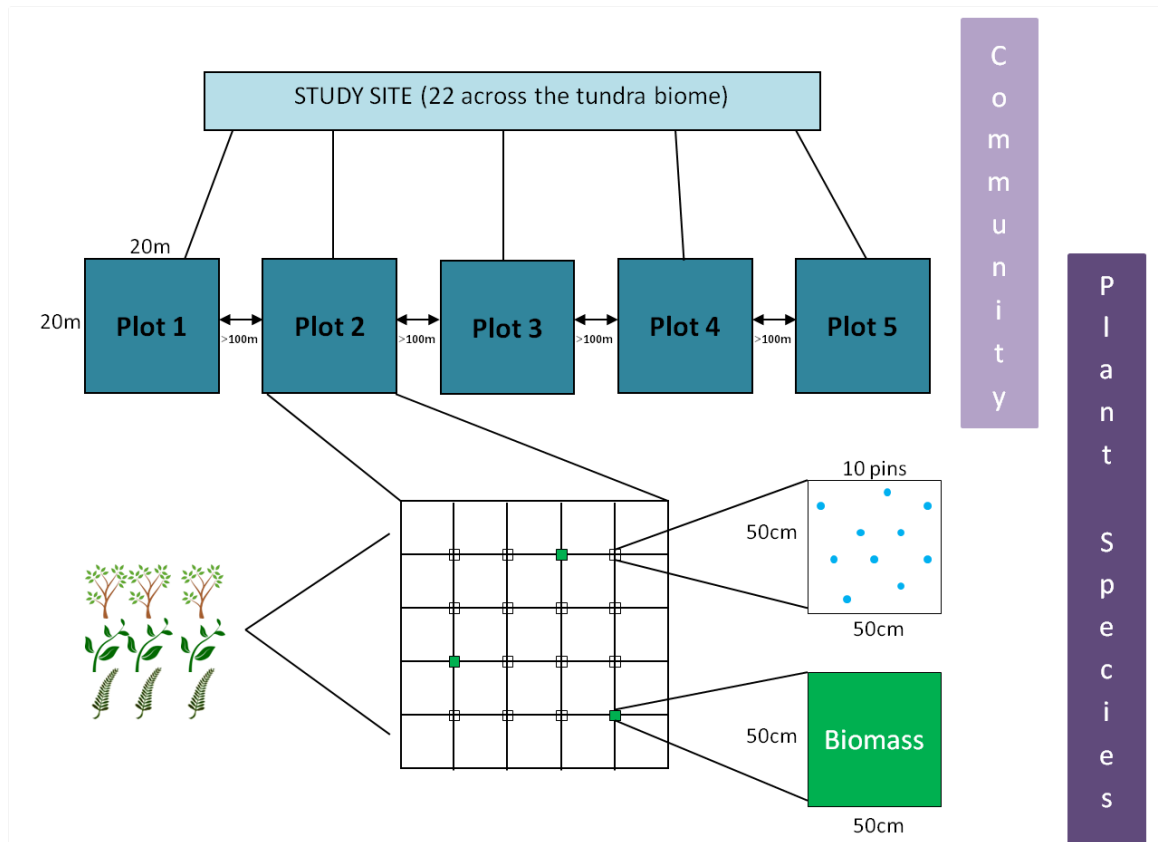 STUDY SITE (22 across the tundra biome)
Community
20m
20m
Plot 1
>100m
Plot 2
>100m
Plot 3
>100m
Plot 4
>100m
Plot 5
Plant Species
10 pins
50cm
50cm
50cm
Biomass
50cm